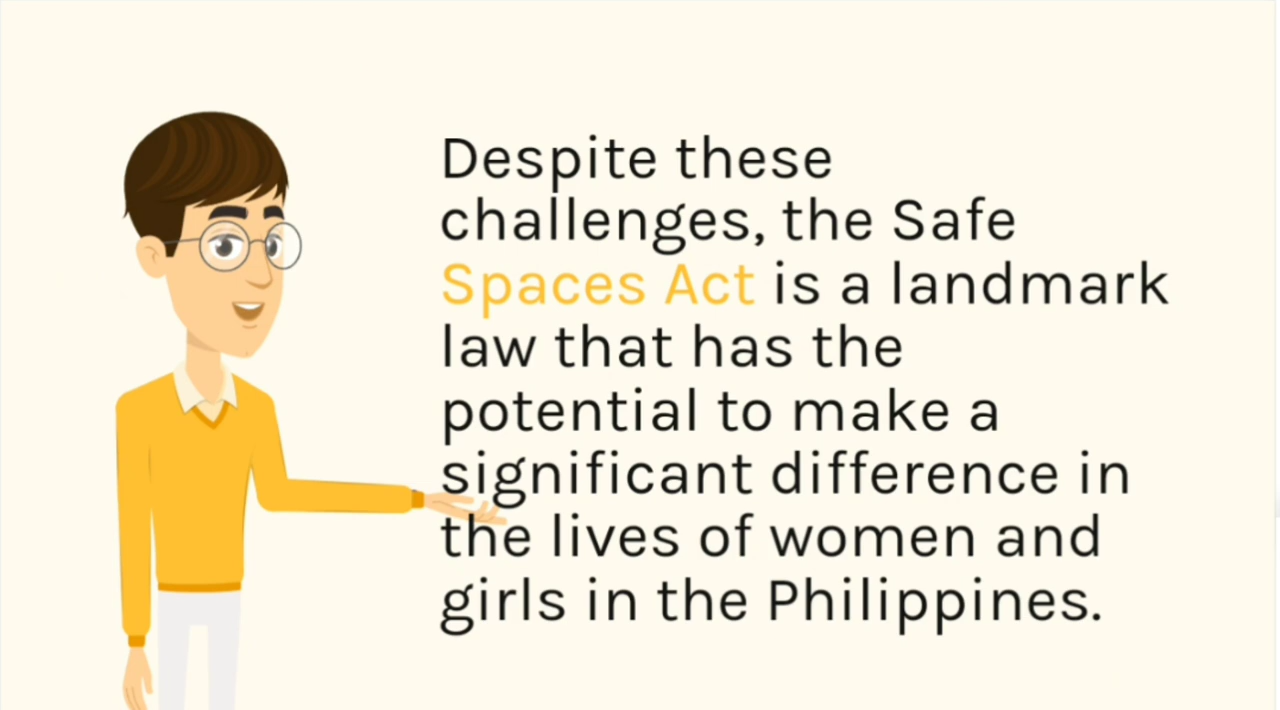 Despite these
challenges, the Safe
Spaces Act is a landmark
law that has the
potential to make a
significant difference in
the lives of women and
girls in the Philippines.